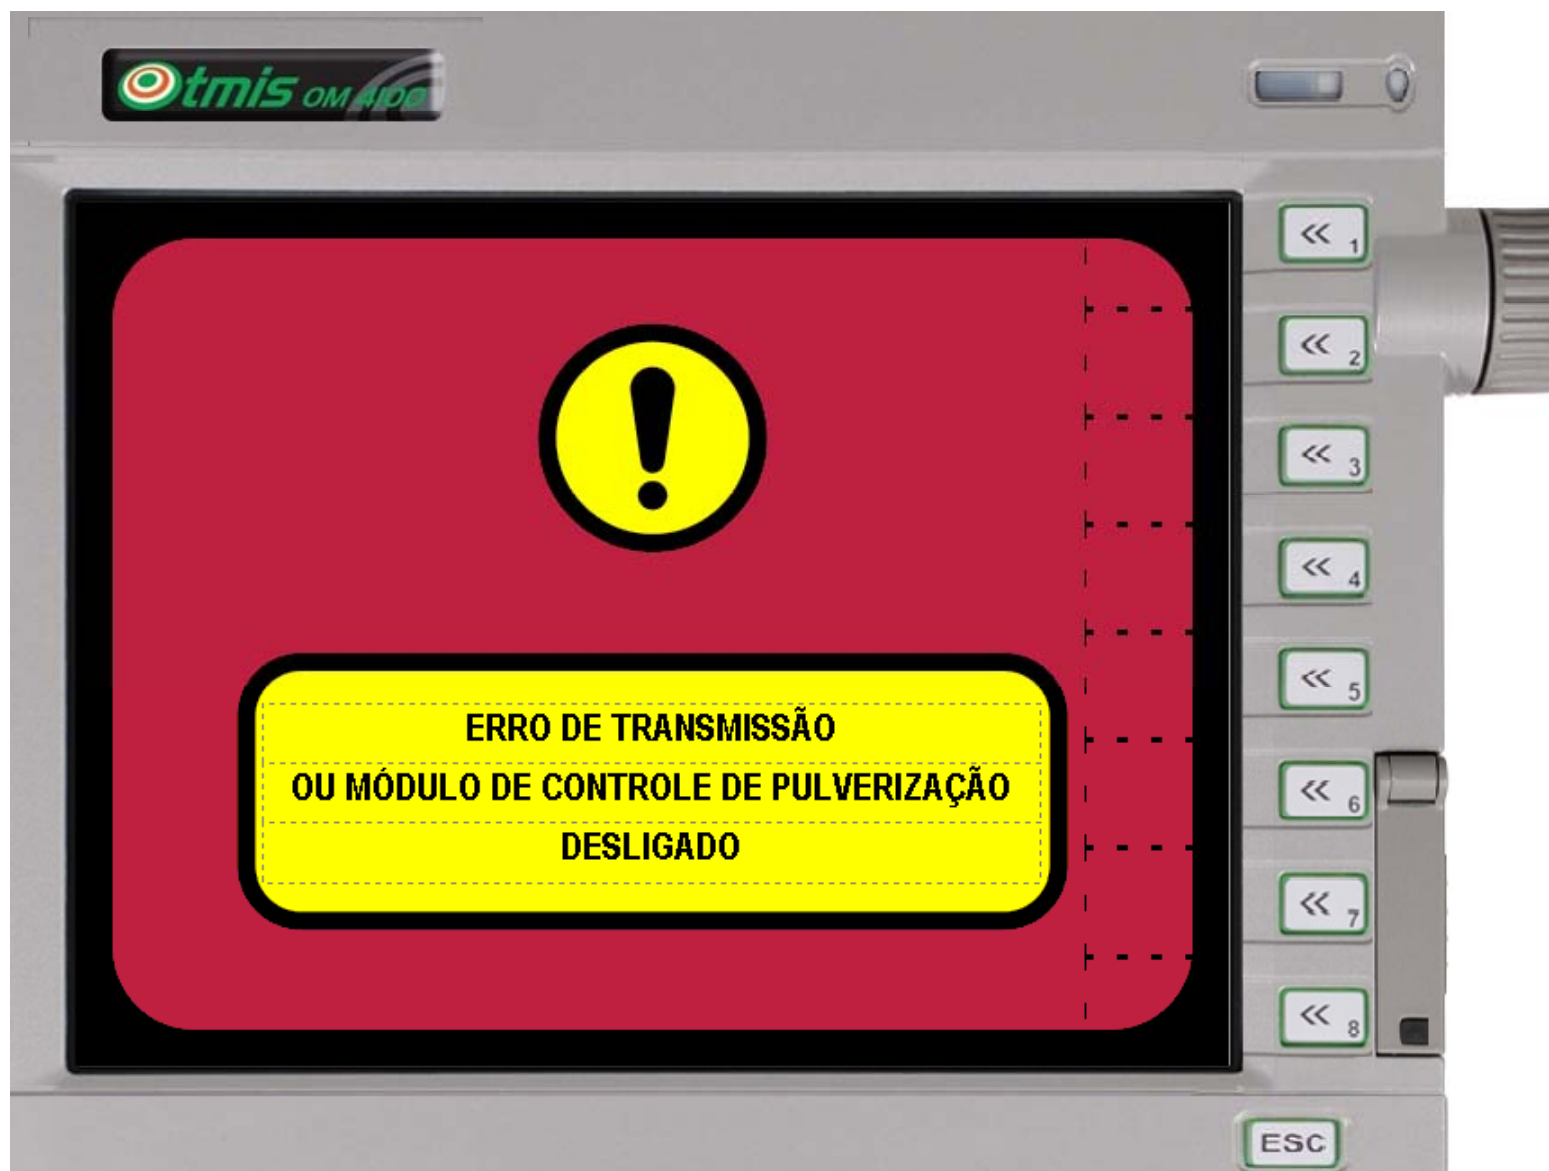 Otmis OM 4100
<< 1
<< 2
<< 3
<< 4
ERRO DE TRANSMISSÃO
OU MÓDULO DE CONTROLE DE PULVERIZAÇÃO
DESLIGADO
<< 5
<< 6
<< 7
<< 8
ESC